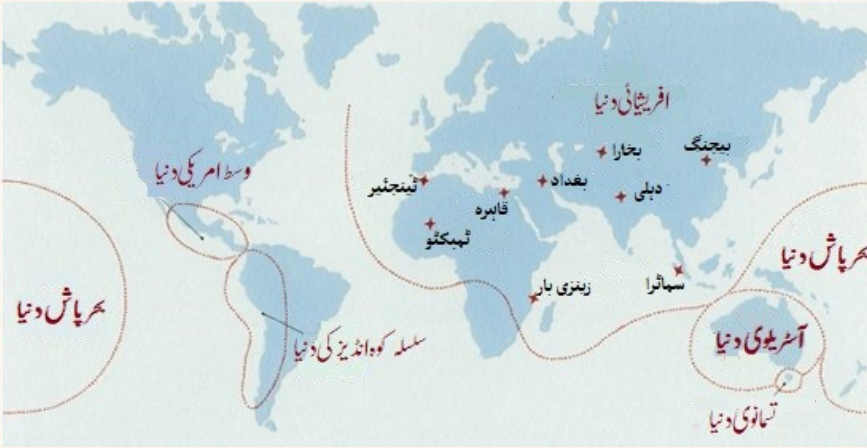 افریشائی دنیا
بیجنگ
بخارا
وسط امریکی دنیا
ٹینجئیر
بغداد
دہلی
قاہرہ
ٹمبکٹو
بحر پاش دنیا
سماٹرا
زینزی بار
بحر پاش دنیا
آسٹریلوی دنیا
سلسلہ کوہ انڈیز کی دنیا
تسمانوی دنیا